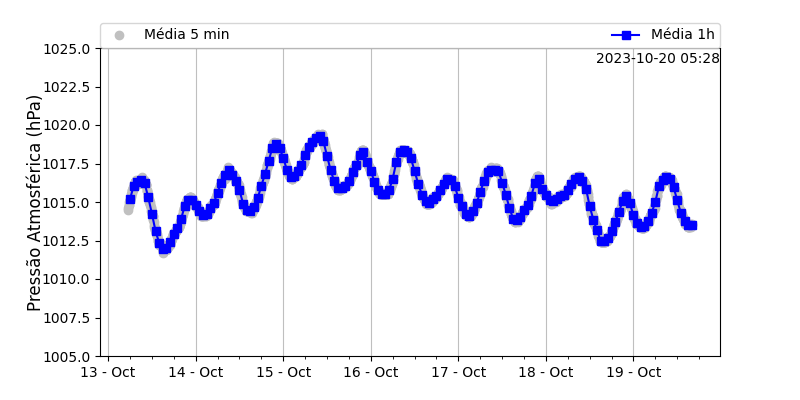 Média 5 min
Média 1h
2023-10-20 05:28
Pressão Atmosférica (hPa)
1025.0
1022.5
1020.0
1017.5
1015.0
1012.5
1010.0
1007.5
1005.0
13 - Oct
14 - Oct
15 - Oct
16 - Oct
17 - Oct
18 - Oct
19 - Oct